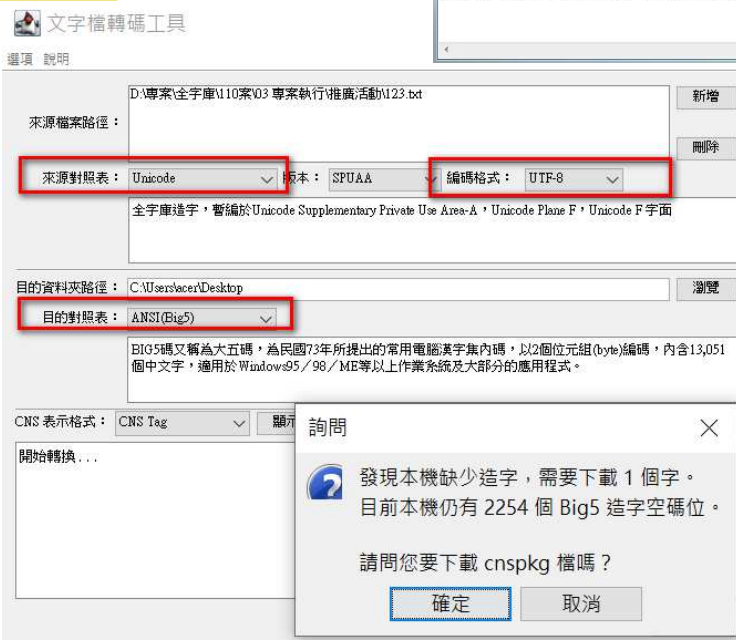 文字檔轉碼工具
選項 說明
來源檔案路徑：
D:\專案\全字庫\110案\03 專案執行\推廣活動\123.txt
新增
刪除
來源對照表： Unicode 版本： SPUAA 編碼格式： UTF-8
全字庫造字，暫編於Unicode Supplementary Private Use Area-A，Unicode Plane F，Unicode F字面
目的資料夾路徑： C:\Users\acer\Desktop 瀏覽
目的對照表： ANSI(Big5)
BIG5碼又稱為大五碼，為民國73年所提出的常用電腦漢字集內碼，以2個位元組(byte)編碼，內含13,051
個中文字，適用於Windows95／98／ME等以上作業系統及大部分的應用程式。
CNS 表示格式： CNS Tag 顯示
開始轉換...
詢問
發現本機缺少造字，需要下載 1 個字。
目前本機仍有 2254 個 Big5 造字空碼位。
請問您要下載 cnspkg 檔嗎？
確定 取消